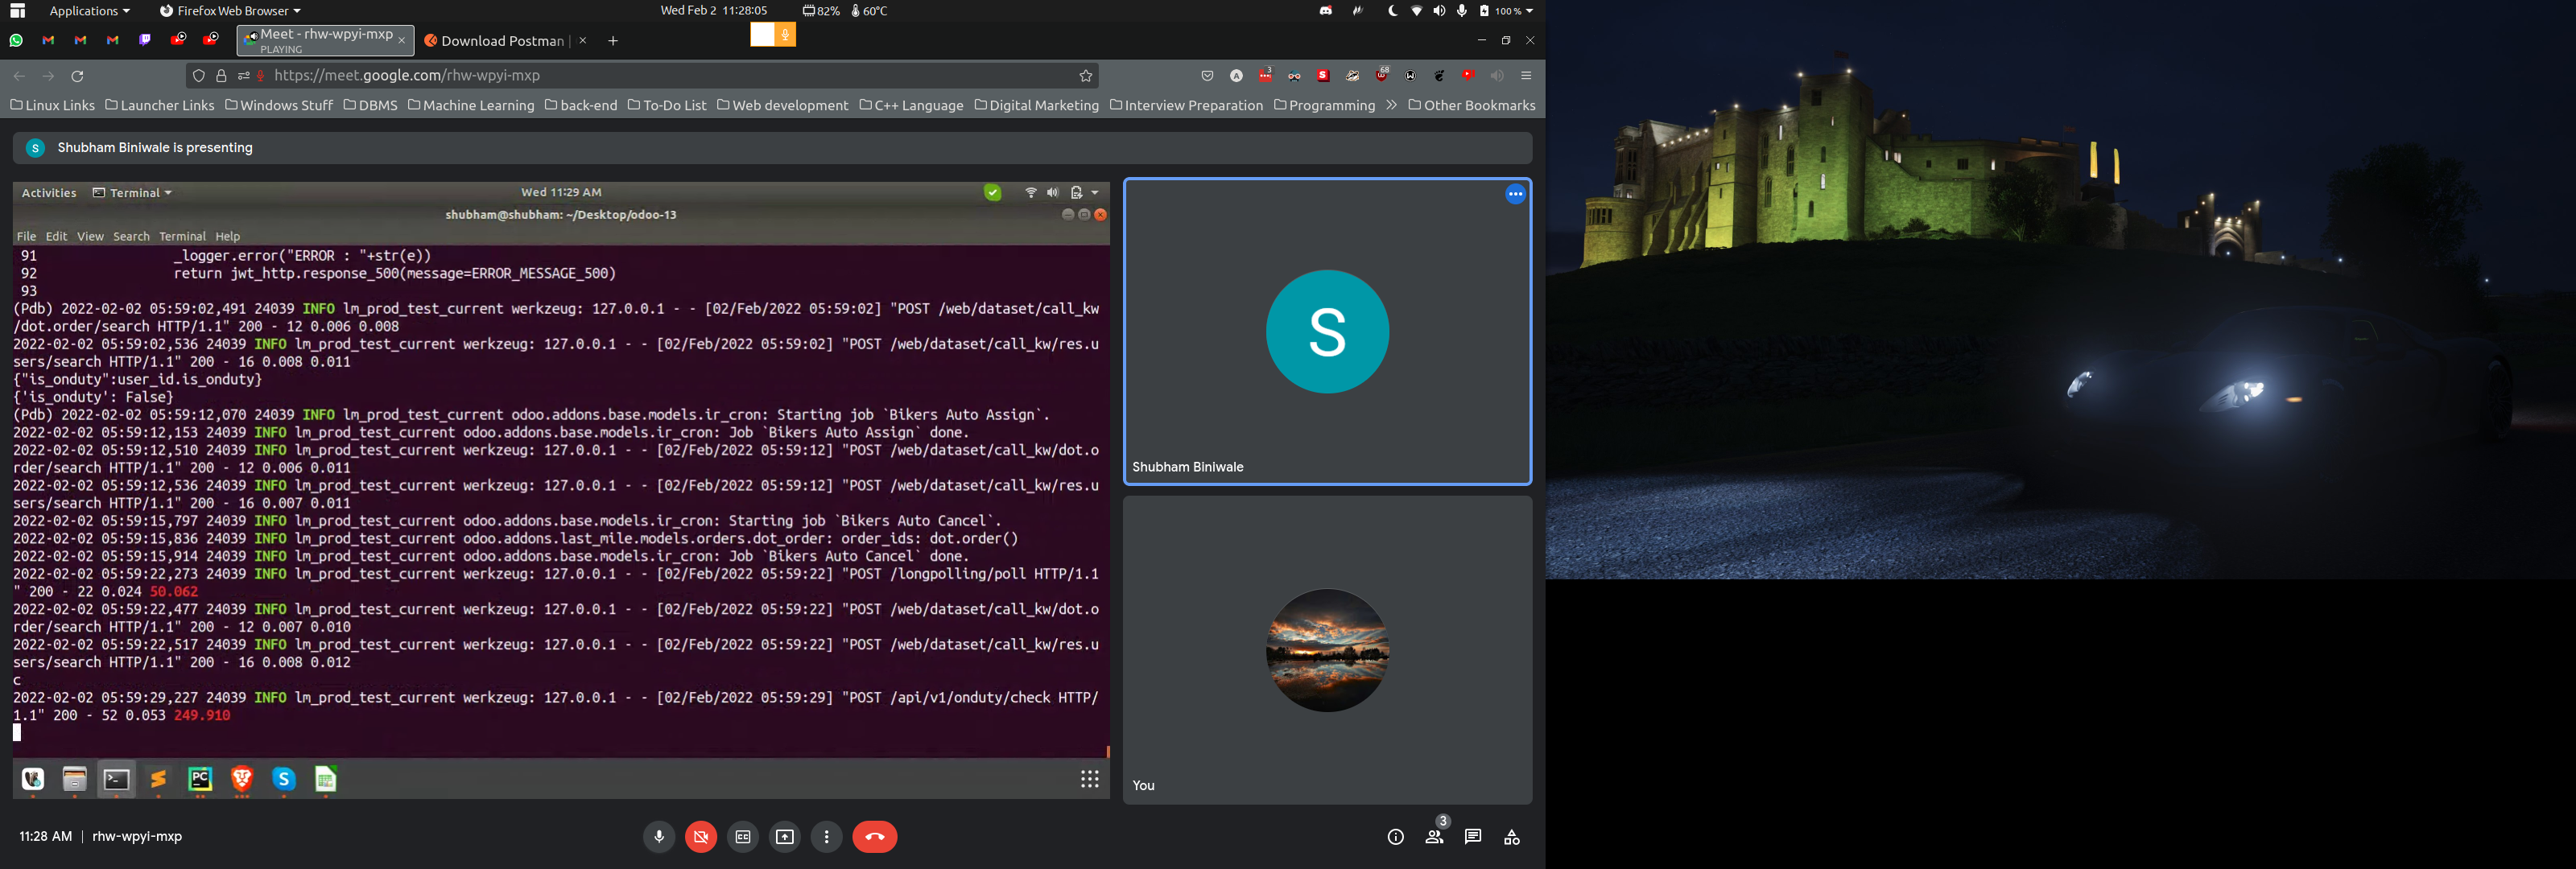 Applications
Firefox Web Browser
Wed Feb 2 11:28:05
82%
60°C
100 %
Meet - rhw-wpyi-mxp
PLAYING
Download Postman
https://meet.google.com/rhw-wpyi-mxp
3
68
Linux Links
Launcher Links
Windows Stuff
DBMS
Machine Learning
back-end
To-Do List
Web development
C++ Language
Digital Marketing
Interview Preparation
Programming
Other Bookmarks
S
Shubham Biniwale is presenting
Activities
Terminal
Wed 11:29 AM
shubham@shubham: ~/Desktop/odoo-13
File Edit View Search Terminal Help
91 _logger.error("ERROR : "+str(e))
92 return jwt_http.response_500(message=ERROR_MESSAGE_500)
93
(Pdb) 2022-02-02 05:59:02,491 24039 INFO lm_prod_test_current werkzeug: 127.0.0.1 - - [02/Feb/2022 05:59:02] "POST /web/dataset/call_kw
/dot.order/search HTTP/1.1" 200 - 12 0.006 0.008
2022-02-02 05:59:02,536 24039 INFO lm_prod_test_current werkzeug: 127.0.0.1 - - [02/Feb/2022 05:59:02] "POST /web/dataset/call_kw/res.u
sers/search HTTP/1.1" 200 - 16 0.008 0.011
{"is_onduty":user_id.is_onduty}
{'is_onduty': False}
(Pdb) 2022-02-02 05:59:12,070 24039 INFO lm_prod_test_current odoo.addons.base.models.ir_cron: Starting job `Bikers Auto Assign`.
2022-02-02 05:59:12,153 24039 INFO lm_prod_test_current odoo.addons.base.models.ir_cron: Job `Bikers Auto Assign` done.
2022-02-02 05:59:12,510 24039 INFO lm_prod_test_current werkzeug: 127.0.0.1 - - [02/Feb/2022 05:59:12] "POST /web/dataset/call_kw/dot.o
rder/search HTTP/1.1" 200 - 12 0.006 0.011
2022-02-02 05:59:12,536 24039 INFO lm_prod_test_current werkzeug: 127.0.0.1 - - [02/Feb/2022 05:59:12] "POST /web/dataset/call_kw/res.u
sers/search HTTP/1.1" 200 - 16 0.007 0.011
2022-02-02 05:59:15,797 24039 INFO lm_prod_test_current odoo.addons.base.models.ir_cron: Starting job `Bikers Auto Cancel`.
2022-02-02 05:59:15,836 24039 INFO lm_prod_test_current odoo.addons.last_mile.models.orders.dot_order: order_ids: dot.order()
2022-02-02 05:59:15,914 24039 INFO lm_prod_test_current odoo.addons.base.models.ir_cron: Job `Bikers Auto Cancel` done.
2022-02-02 05:59:22,273 24039 INFO lm_prod_test_current werkzeug: 127.0.0.1 - - [02/Feb/2022 05:59:22] "POST /longpolling/poll HTTP/1.1
" 200 - 22 0.024 50.062
2022-02-02 05:59:22,477 24039 INFO lm_prod_test_current werkzeug: 127.0.0.1 - - [02/Feb/2022 05:59:22] "POST /web/dataset/call_kw/dot.o
rder/search HTTP/1.1" 200 - 12 0.007 0.010
2022-02-02 05:59:22,517 24039 INFO lm_prod_test_current werkzeug: 127.0.0.1 - - [02/Feb/2022 05:59:22] "POST /web/dataset/call_kw/res.u
sers/search HTTP/1.1" 200 - 16 0.008 0.012
c
2022-02-02 05:59:29,227 24039 INFO lm_prod_test_current werkzeug: 127.0.0.1 - - [02/Feb/2022 05:59:29] "POST /api/v1/onduty/check HTTP/
1.1" 200 - 52 0.053 249.910
PC
S
S
Shubham Biniwale
You
11:28 AM | rhw-wpyi-mxp
3